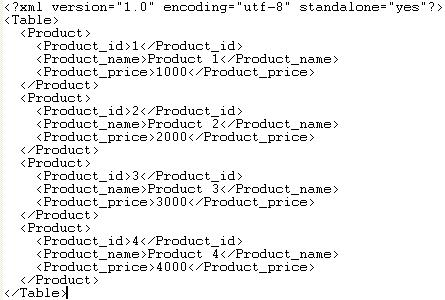 <?xml version="1.0" encoding="utf-8" standalone="yes"?>
<Table>
  <Product>
    <Product_id>1</Product_id>
    <Product_name>Product 1</Product_name>
    <Product_price>1000</Product_price>
  </Product>
  <Product>
    <Product_id>2</Product_id>
    <Product_name>Product 2</Product_name>
    <Product_price>2000</Product_price>
  </Product>
  <Product>
    <Product_id>3</Product_id>
    <Product_name>Product 3</Product_name>
    <Product_price>3000</Product_price>
  </Product>
  <Product>
    <Product_id>4</Product_id>
    <Product_name>Product 4</Product_name>
    <Product_price>4000</Product_price>
  </Product>
</Table>